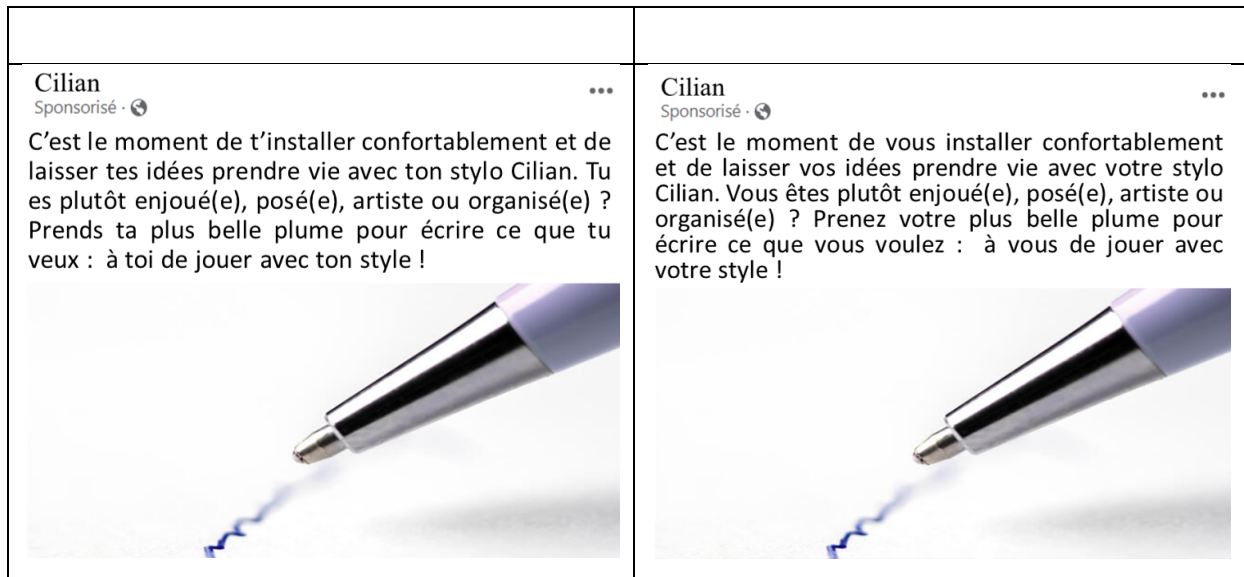 Cilian
Sponsorisé ·
C’est le moment de t’installer confortablement et de
laisser tes idées prendre vie avec ton stylo Cilian. Tu
es plutôt enjoué(e), posé(e), artiste ou organisé(e) ?
Prends ta plus belle plume pour écrire ce que tu
veux : à toi de jouer avec ton style !
Cilian
Sponsorisé ·
C’est le moment de vous installer confortablement
et de laisser vos idées prendre vie avec votre stylo
Cilian. Vous êtes plutôt enjoué(e), posé(e), artiste ou
organisé(e) ? Prenez votre plus belle plume pour
écrire ce que vous voulez : à vous de jouer avec
votre style !